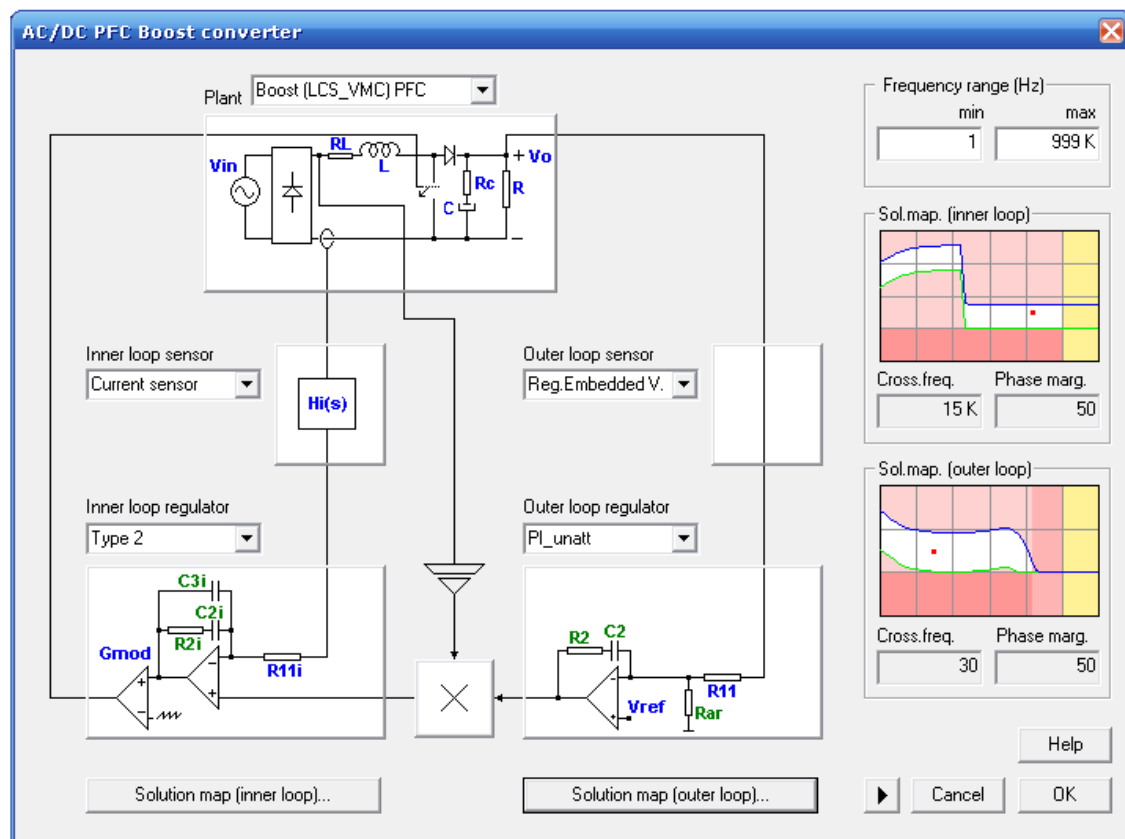 AC/DC PFC Boost converter
Plant
Boost (LCS_VMC) PFC
Vin
RL
L
+ Vo
Rc
R
C
−
Inner loop sensor
Current sensor
Hi(s)
Outer loop sensor
Reg.Embedded V.
Inner loop regulator
Type 2
C3i
C2i
R2i
Gmod
R11i
+
−
−
+
Outer loop regulator
PI_unatt
R2
C2
−
+
R11
Vref
Rar
Solution map (inner loop)...
Solution map (outer loop)...
Frequency range (Hz)
min
max
1
999 K
Sol.map. (inner loop)
Cross.freq.
Phase marg.
15 K
50
Sol.map. (outer loop)
Cross.freq.
Phase marg.
30
50
Help
Cancel
OK